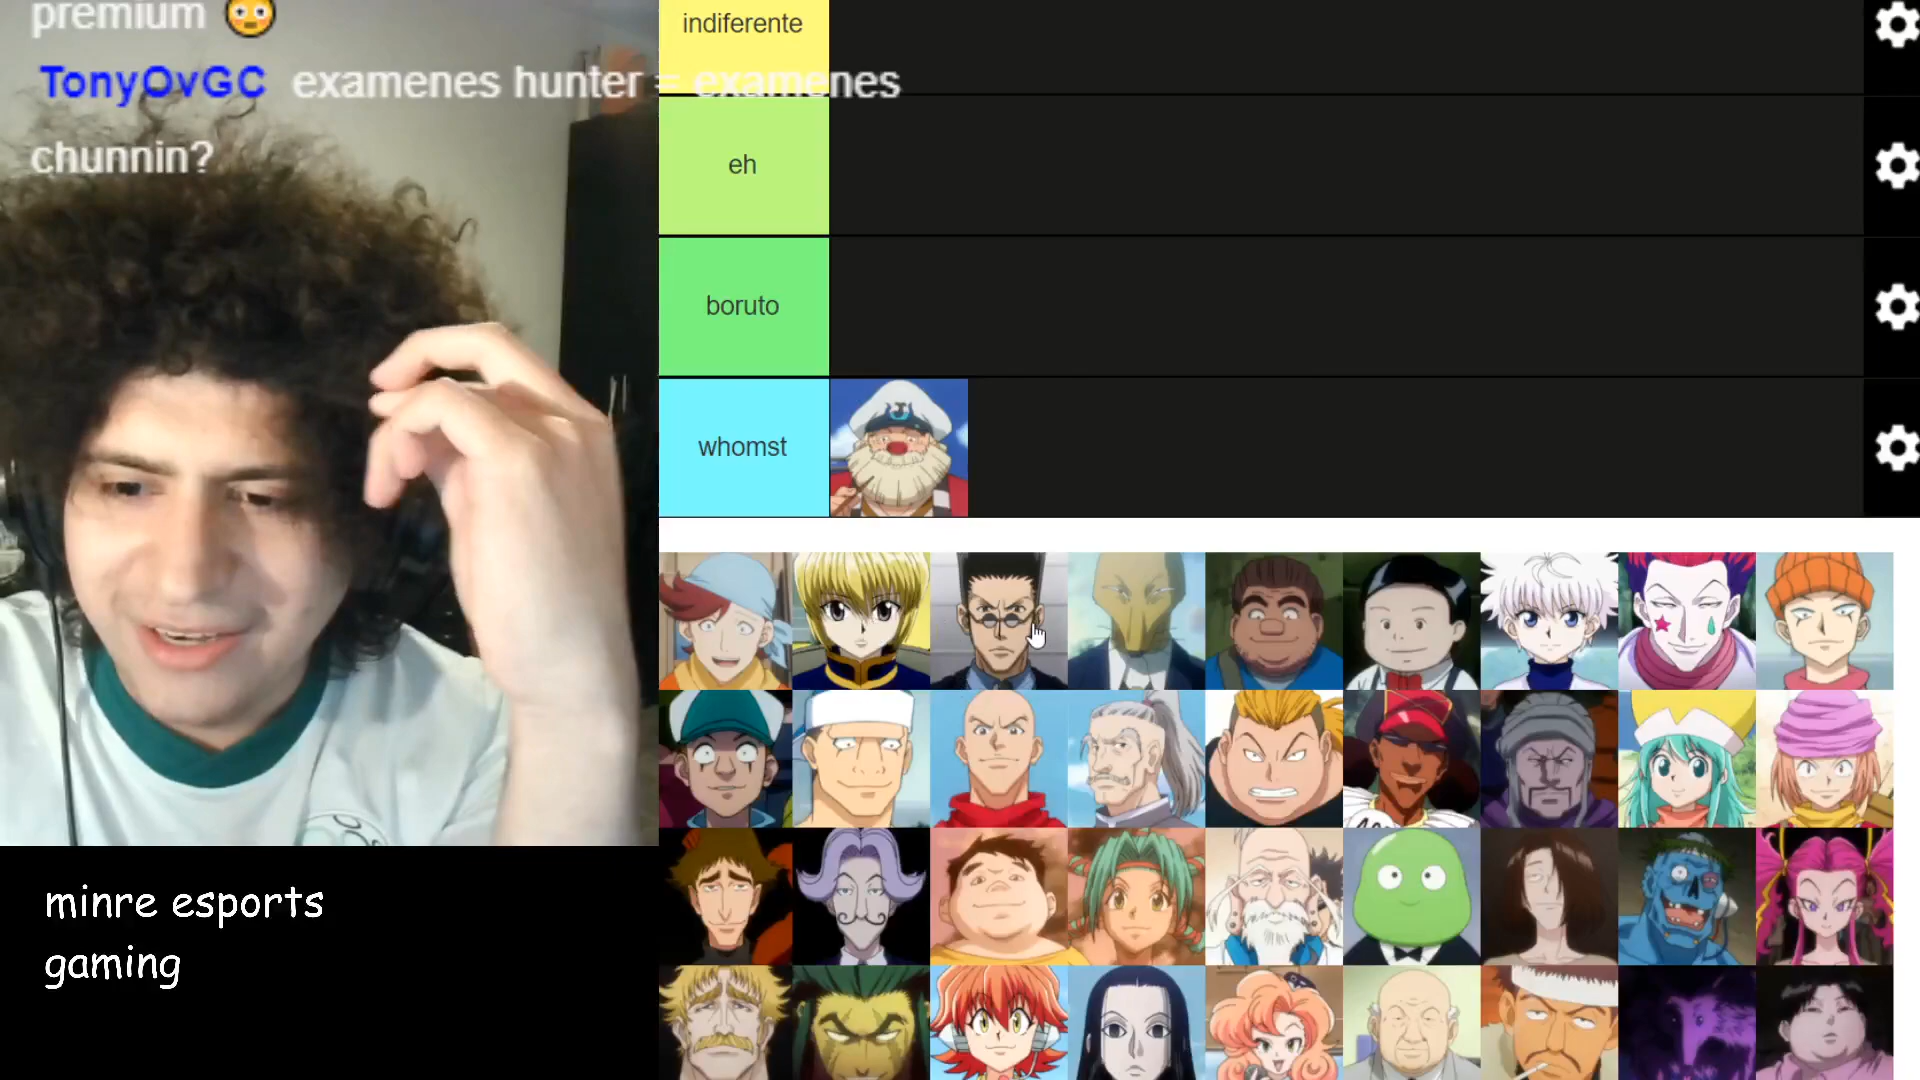 premium 😳
TonyOvGC examenes hunter = examenes
chunnin?
indiferente
eh
boruto
whomst
minre esports
gaming